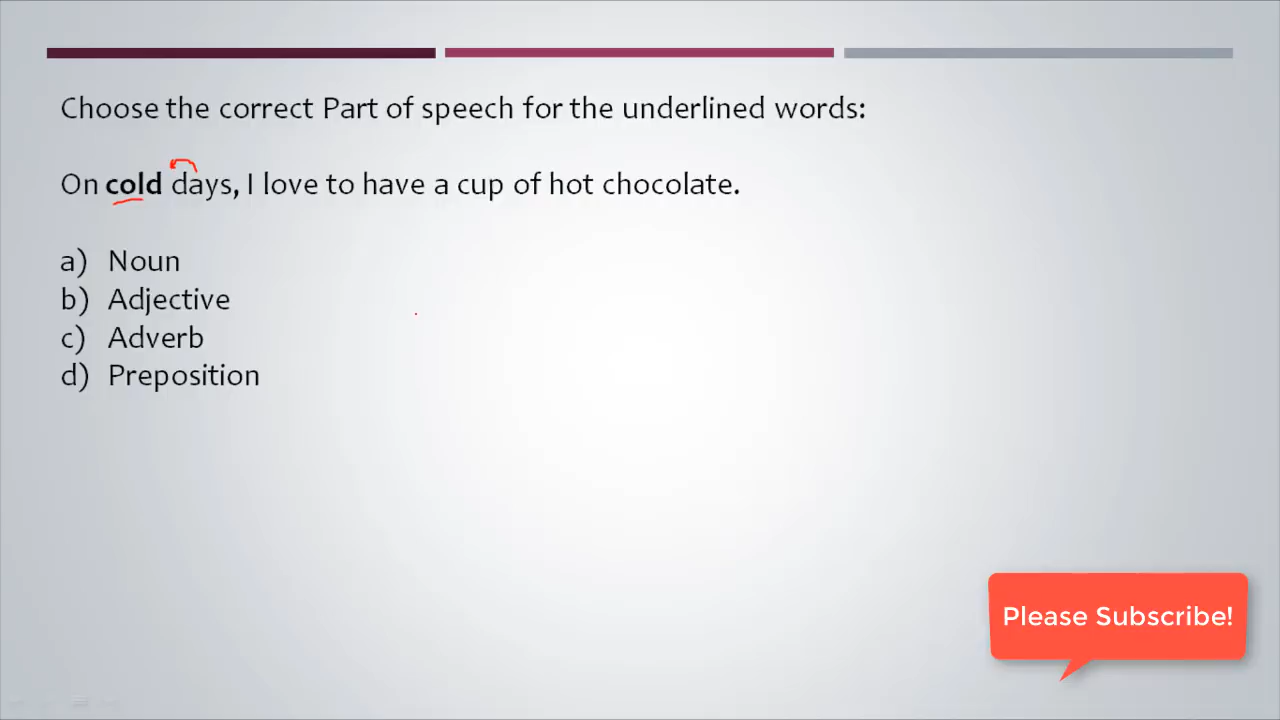 Choose the correct Part of speech for the underlined words:
On cold days, I love to have a cup of hot chocolate.
a) Noun
b) Adjective
c) Adverb
d) Preposition
Please Subscribe!